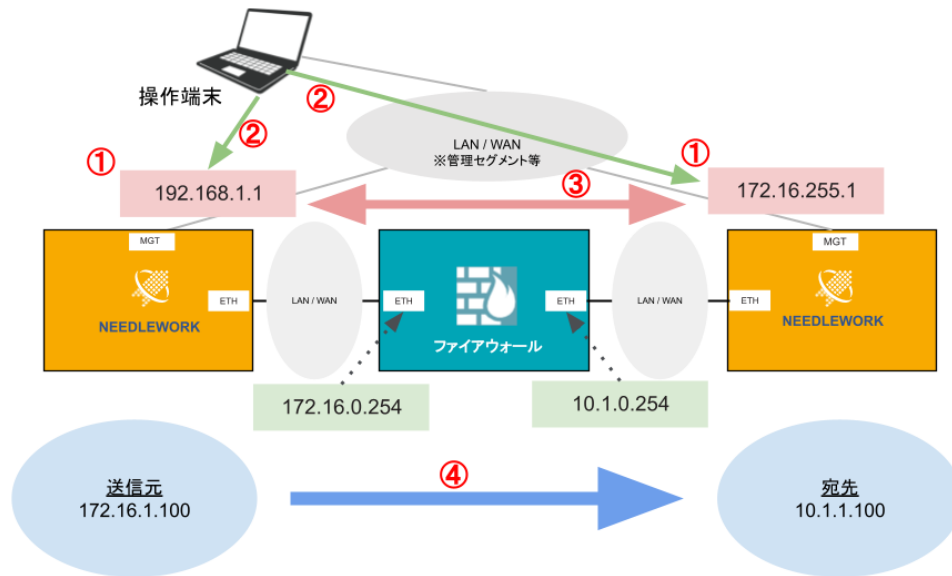 操作端末
②
②
LAN / WAN
※管理セグメント等
①
①
192.168.1.1
③
172.16.255.1
MGT
MGT
NEEDLEWORK
ETH
LAN / WAN
ETH
ETH
LAN / WAN
ETH
NEEDLEWORK
ファイアウォール
172.16.0.254
10.1.0.254
④
送信元
172.16.1.100
宛先
10.1.1.100